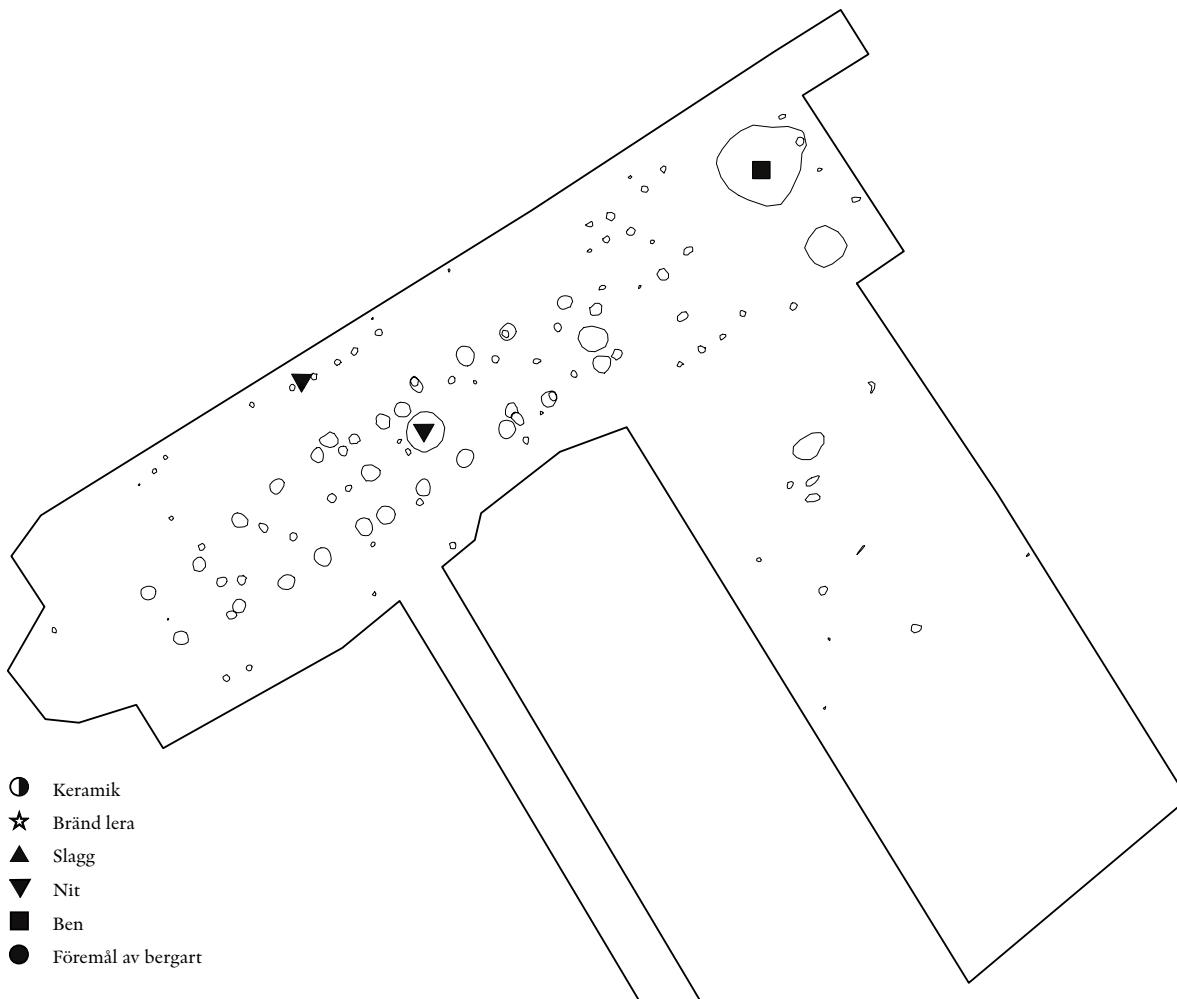 Keramik
Bränd lera
Slagg
Nit
Ben
Föremål av bergart